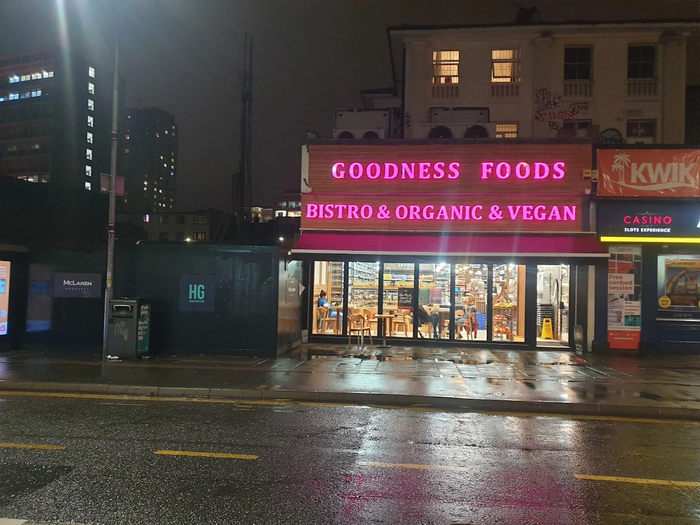 GOODNESS FOODS
BISTRO & ORGANIC & VEGAN
KWIK
CASINO
SLOTS EXPERIENCE
McLAREN
HG